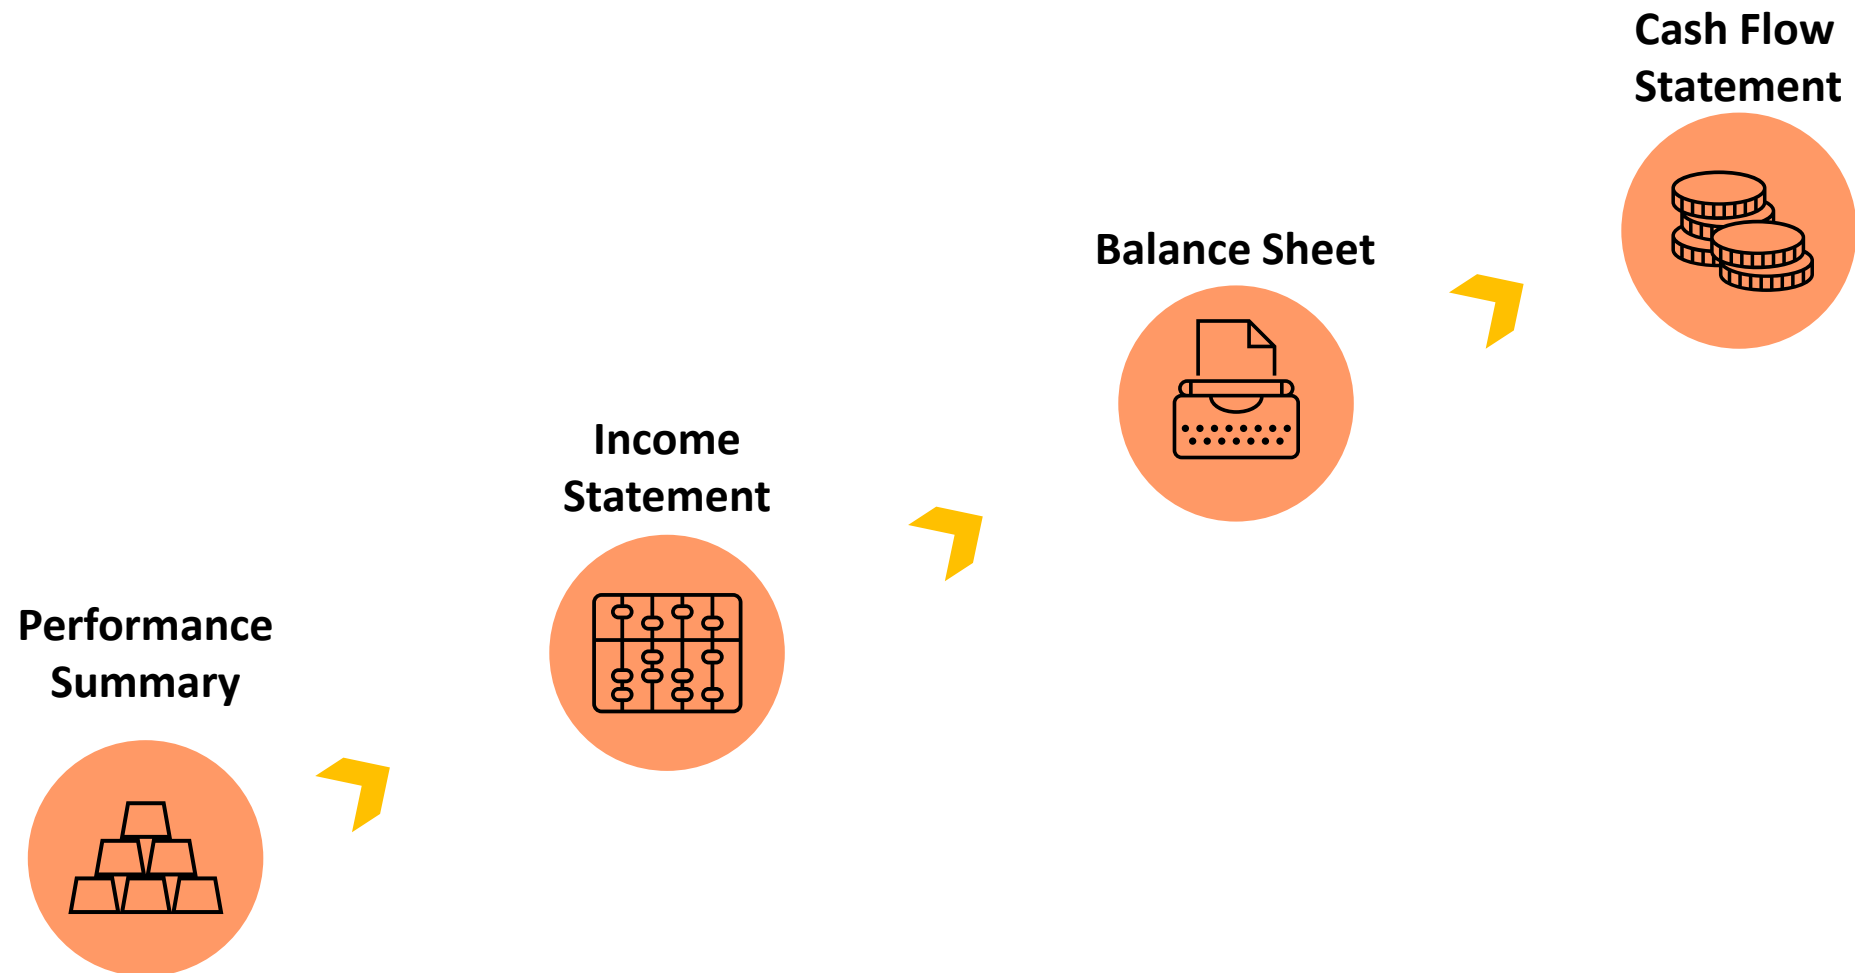 Performance
Summary
Income
Statement
Balance Sheet
Cash Flow
Statement